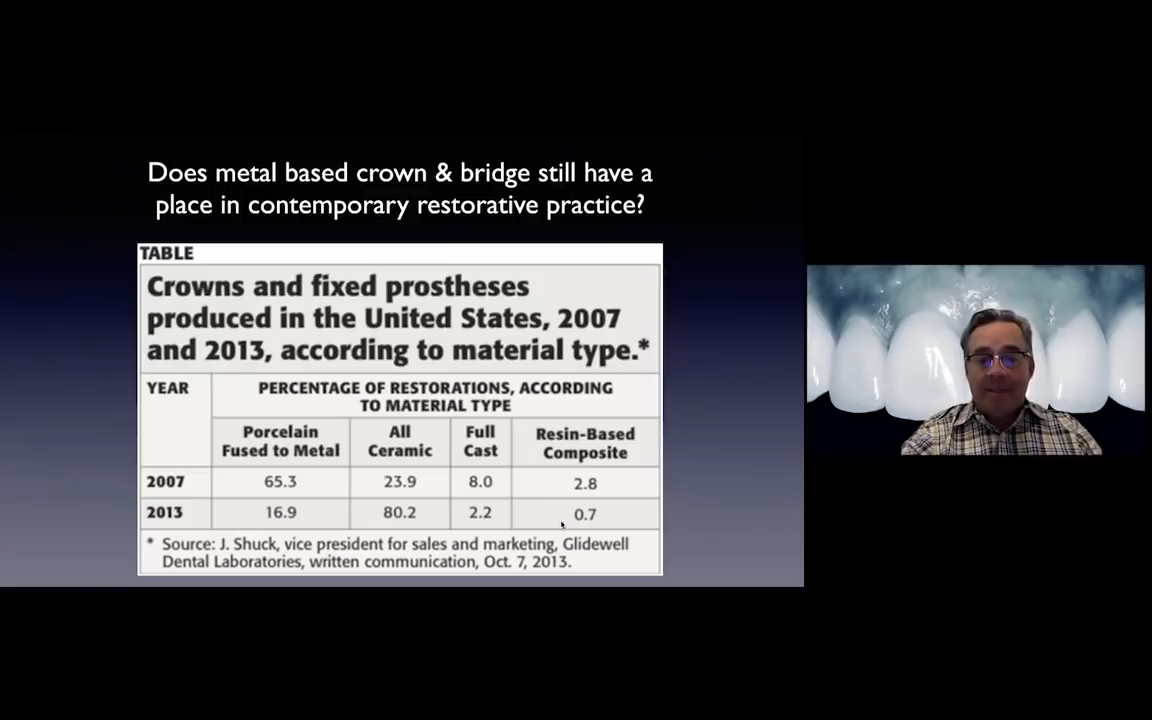 Does metal based crown & bridge still have a
place in contemporary restorative practice?
TABLE
Crowns and fixed prostheses
produced in the United States, 2007
and 2013, according to material type.*
YEAR
PERCENTAGE OF RESTORATIONS, ACCORDING
TO MATERIAL TYPE
Porcelain
Fused to Metal
All
Ceramic
Full
Cast
Resin-Based
Composite
2007 65.3 23.9 8.0 2.8
2013 16.9 80.2 2.2 0.7
* Source: J. Shuck, vice president for sales and marketing, Glidewell
Dental Laboratories, written communication, Oct. 7, 2013.